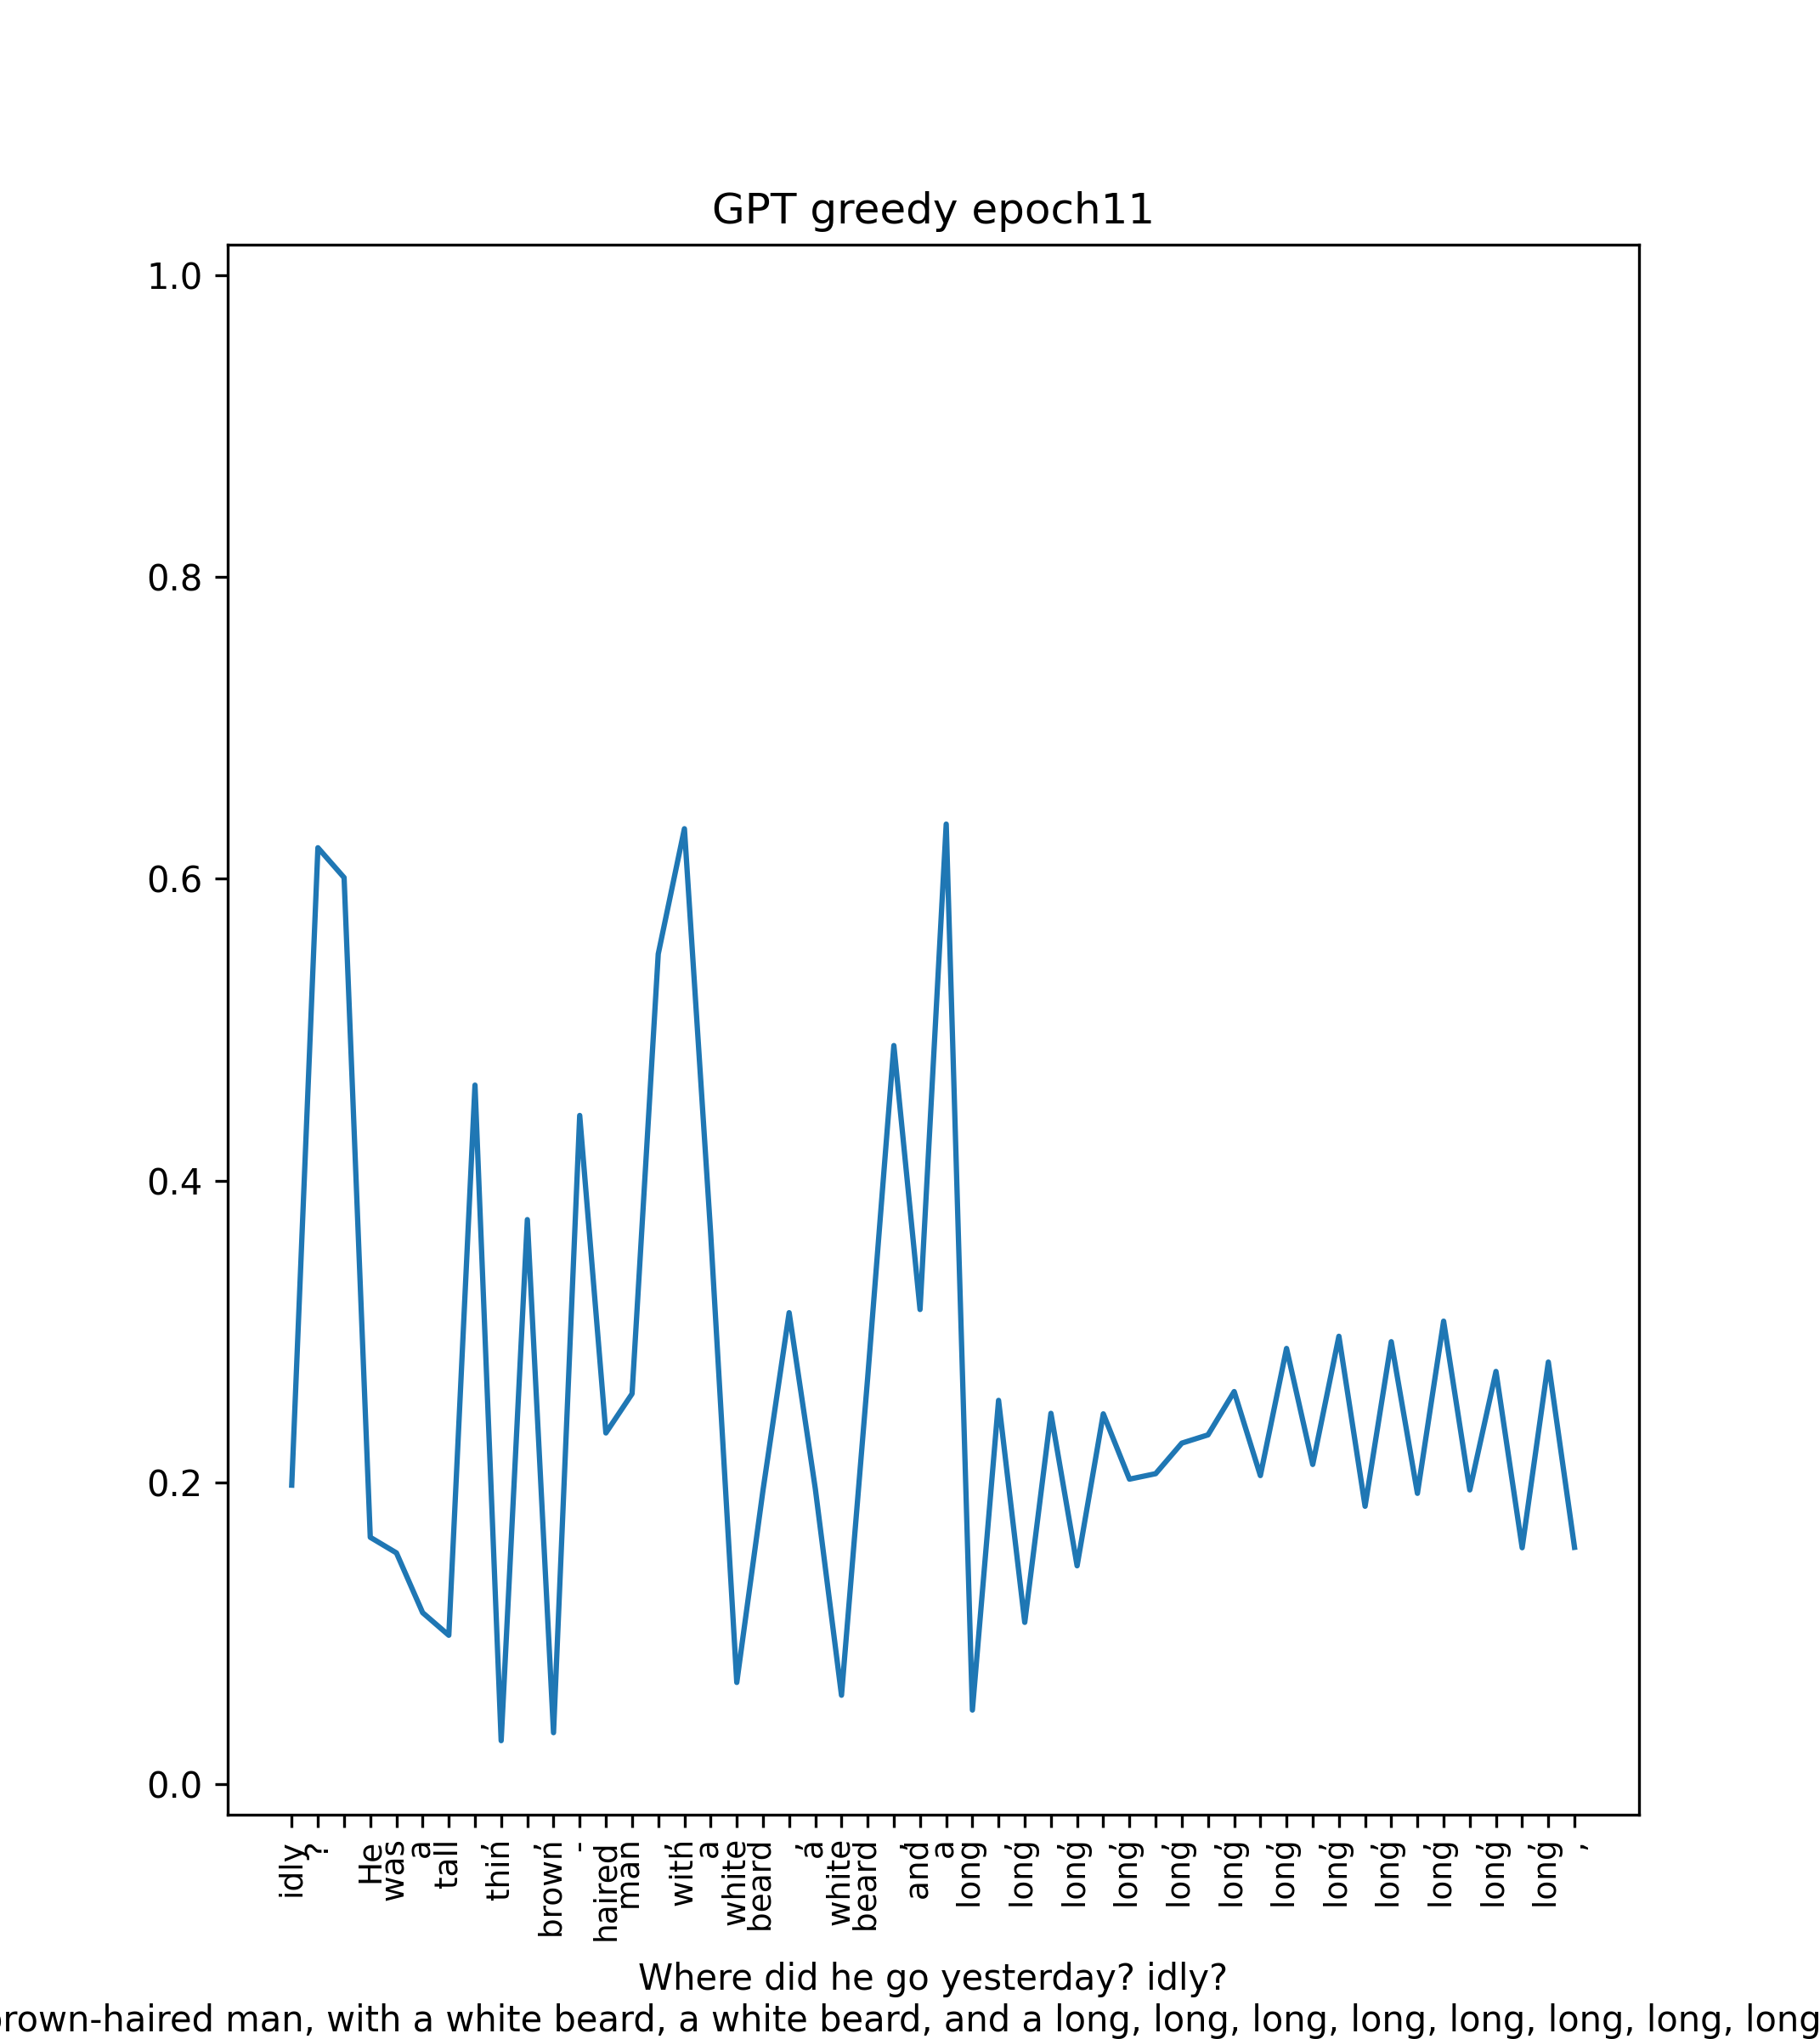 GPT greedy epoch11
1.0
0.8
0.6
0.4
0.2
0.0
idly
?
He
was
a
tall
,
thin
,
brown
-
haired
man
,
with
a
white
beard
,
a
white
beard
,
and
a
long
,
long
,
long
,
long
,
long
,
long
,
long
,
long
,
long
,
long
,
long
,
long
,
Where did he go yesterday? idly?
rown-haired man, with a white beard, a white beard, and a long, long, long, long, long, long, long, long